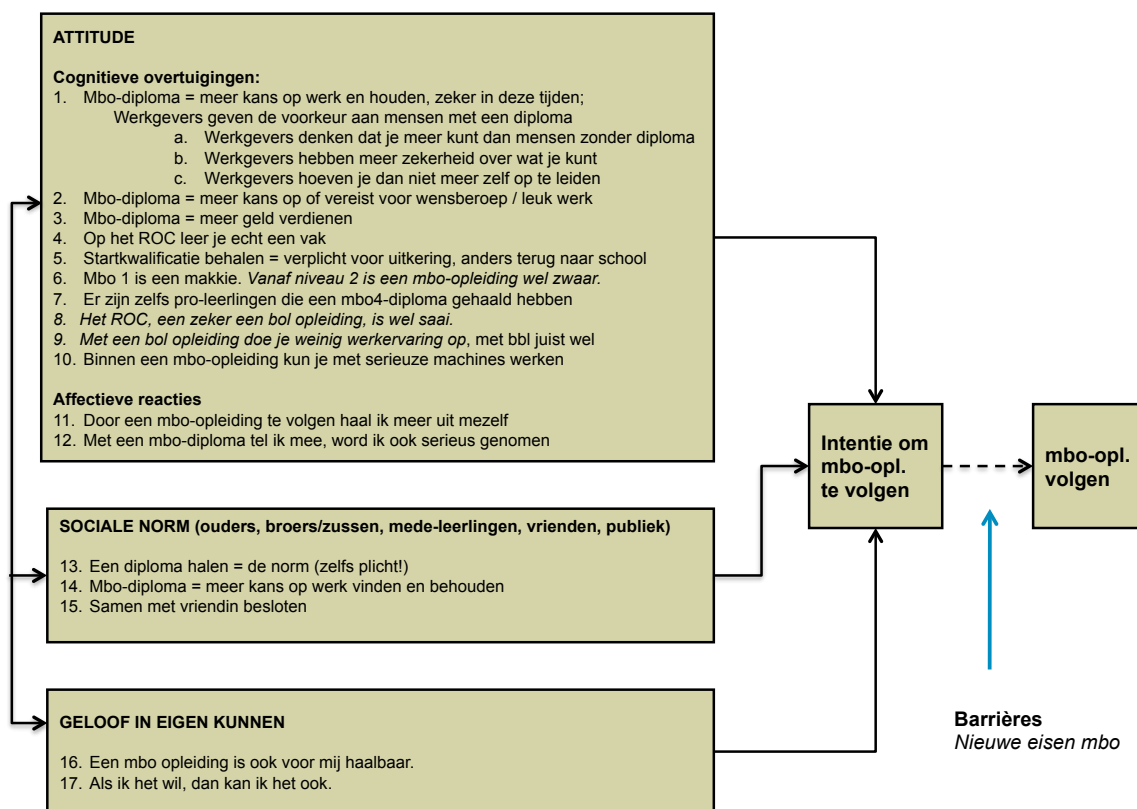 ATTITUDE
Cognitieve overtuigingen:
1. Mbo-diploma = meer kans op werk en houden, zeker in deze tijden;
Werkgevers geven de voorkeur aan mensen met een diploma
a. Werkgevers denken dat je meer kunt dan mensen zonder diploma
b. Werkgevers hebben meer zekerheid over wat je kunt
c. Werkgevers hoeven je dan niet meer zelf op te leiden
2. Mbo-diploma = meer kans op of vereist voor wensberoep / leuk werk
3. Mbo-diploma = meer geld verdienen
4. Op het ROC leer je echt een vak
5. Startkwalificatie behalen = verplicht voor uitkering, anders terug naar school
6. Mbo 1 is een makkie. Vanaf niveau 2 is een mbo-opleiding wel zwaar.
7. Er zijn zelfs pro-leerlingen die een mbo4-diploma gehaald hebben
8. Het ROC, een zeker een bol opleiding, is wel saai.
9. Met een bol opleiding doe je weinig werkervaring op, met bbl juist wel
10. Binnen een mbo-opleiding kun je met serieuze machines werken
Affectieve reacties
11. Door een mbo-opleiding te volgen haal ik meer uit mezelf
12. Met een mbo-diploma tel ik mee, word ik ook serieus genomen
SOCIALE NORM (ouders, broers/zussen, mede-leerlingen, vrienden, publiek)
13. Een diploma halen = de norm (zelfs plicht!)
14. Mbo-diploma = meer kans op werk vinden en behouden
15. Samen met vriendin besloten
GELOOF IN EIGEN KUNNEN
16. Een mbo opleiding is ook voor mij haalbaar.
17. Als ik het wil, dan kan ik het ook.
Intentie om
mbo-opl.
te volgen
mbo-opl.
volgen
Barrières
Nieuwe eisen mbo